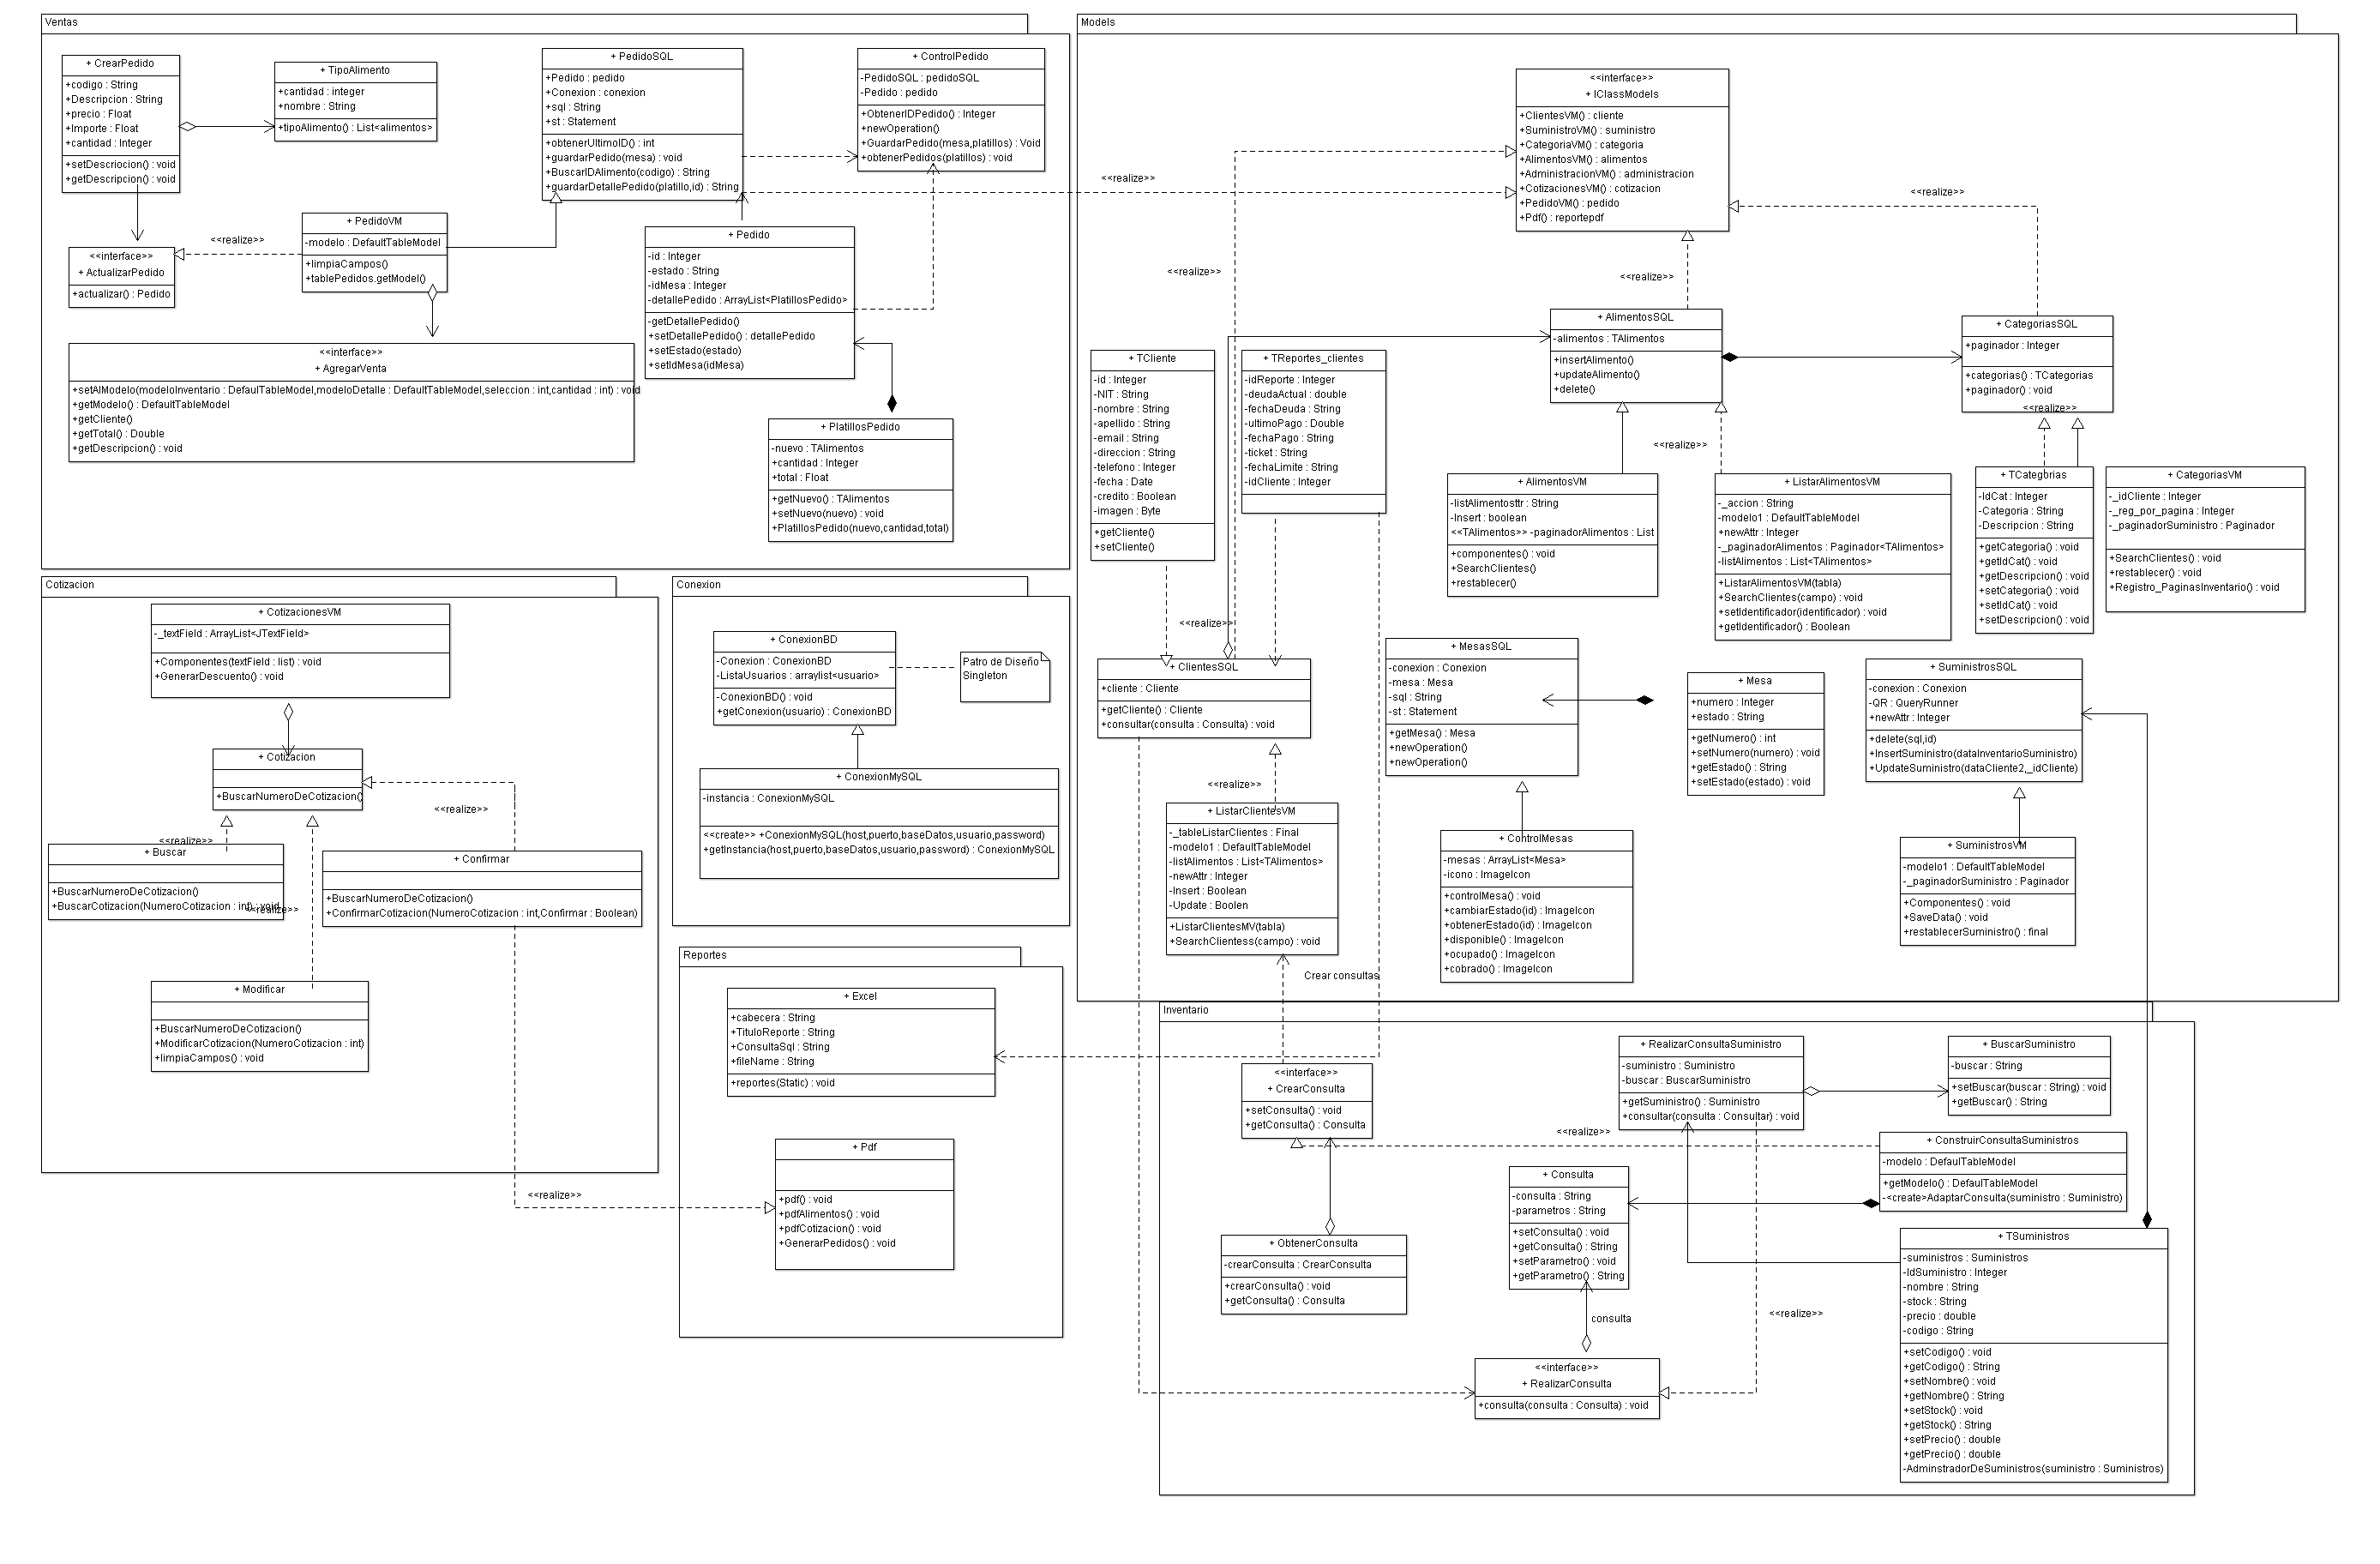 Ventas
+ CrearPedido
+codigo : String
+Descripcion : String
+precio : Float
+Importe : Float
+cantidad : Integer
+setDescriocion() : void
+getDescripcion() : void
+ TipoAlimento
+cantidad : integer
+nombre : String
+tipoAlimento() : List<alimentos>
+ PedidoSQL
+Pedido : pedido
+Conexion : conexion
+sql : String
+st : Statement
+obtenerUltimoID() : int
+guardarPedido(mesa) : void
+BuscarIDAlimento(codigo) : String
+guardarDetallePedido(platillo,id) : String
+ ControlPedido
-PedidoSQL : pedidoSQL
-Pedido : pedido
+ObtenerIDPedido() : Integer
+newOperation()
+GuardarPedido(mesa,platillos) : Void
+obtenerPedidos(platillos) : void
<<realize>>
+ PedidoVM
-modelo : DefaultTableModel
+limpiaCampos()
+tablePedidos.getModel()
<<realize>>
<<interface>>
+ ActualizarPedido
+actualizar() : Pedido
+ Pedido
-id : Integer
-estado : String
-idMesa : Integer
-detallePedido : ArrayList<PlatillosPedido>
-getDetallePedido()
+setDetallePedido() : detallePedido
+setEstado(estado)
+setIdMesa(idMesa)
<<interface>>
+ AgregarVenta
+setAlModelo(modeloInventario : DefaulTableModel,modeloDetalle : DefaultTableModel,seleccion : int,cantidad : int) : void
+getModelo() : DefaultTableModel
+getCliente()
+getTotal() : Double
+getDescripcion() : void
+ PlatillosPedido
-nuevo : TAlimentos
+cantidad : Integer
+total : Float
+getNuevo() : TAlimentos
+setNuevo(nuevo) : void
+PlatillosPedido(nuevo,cantidad,total)
Models
<<interface>>
+ IClassModels
+ClientesVM() : cliente
+SuministroVM() : suministro
+CategoriaVM() : categoria
+AlimentosVM() : alimentos
+AdministracionVM() : administracion
+CotizacionesVM() : cotizacion
+PedidoVM() : pedido
+Pdf() : reportepdf
<<realize>>
<<realize>>
<<realize>>
+ AlimentosSQL
-alimentos : TAlimentos
+insertAlimento()
+updateAlimento()
+delete()
+ CategoriasSQL
+paginador : Integer
+categorias() : TCategorias
+paginador() : void
<<realize>>
+ TCliente
-id : Integer
-NIT : String
-nombre : String
-apellido : String
-email : String
-direccion : String
-telefono : Integer
-fecha : Date
-credito : Boolean
-imagen : Byte
+getCliente()
+setCliente()
+ TReportes_clientes
-idReporte : Integer
-deudaActual : double
-fechaDeuda : String
-ultimoPago : Double
-fechaPago : String
-ticket : String
-fechaLimite : String
-idCliente : Integer
<<realize>>
+ AlimentosVM
-listAlimentosttr : String
-Insert : boolean
<<TAlimentos>> -paginadorAlimentos : List
+componentes() : void
+SearchClientes()
+restablecer()
+ ListarAlimentosVM
-_accion : String
-modelo1 : DefaultTableModel
+newAttr : Integer
-_paginadorAlimentos : Paginador<TAlimentos>
-listAlimentos : List<TAlimentos>
+ListarAlimentosVM(tabla)
+SearchClientes(campo) : void
+setIdentificador(identificador) : void
+getIdentificador() : Boolean
+ TCategbrias
-IdCat : Integer
-Categoria : String
-Descripcion : String
+getCategoria() : void
+getIdCat() : void
+getDescripcion() : void
+setCategoria() : void
+setIdCat() : void
+setDescripcion() : void
+ CategoriasVM
-_idCliente : Integer
-_reg_por_pagina : Integer
-_paginadorSuministro : Paginador
+SearchClientes() : void
+restablecer() : void
+Registro_PaginasInventario() : void
<<realize>>
+ ClientesSQL
+cliente : Cliente
+getCliente() : Cliente
+consultar(consulta : Consulta) : void
+ MesasSQL
-conexion : Conexion
-mesa : Mesa
-sql : String
-st : Statement
+getMesa() : Mesa
+newOperation()
+newOperation()
+ Mesa
+numero : Integer
+estado : String
+getNumero() : int
+setNumero(numero) : void
+getEstado() : String
+setEstado(estado) : void
+ SuministrosSQL
-conexion : Conexion
-QR : QueryRunner
+newAttr : Integer
+delete(sql,id)
+InsertSuministro(dataInventarioSuministro)
+UpdateSuministro(dataCliente2,_idCliente)
<<realize>>
+ ListarClientesVM
-_tableListarClientes : Final
-modelo1 : DefaultTableModel
-listAlimentos : List<TAlimentos>
-newAttr : Integer
-Insert : Boolean
-Update : Boolen
+ListarClientesMV(tabla)
+SearchClientess(campo) : void
+ ControlMesas
-mesas : ArrayList<Mesa>
-icono : ImageIcon
+controlMesa() : void
+cambiarEstado(id) : ImageIcon
+obtenerEstado(id) : ImageIcon
+disponible() : ImageIcon
+ocupado() : ImageIcon
+cobrado() : ImageIcon
+ SuministrosVM
-modelo1 : DefaultTableModel
-_paginadorSuministro : Paginador
+Componentes() : void
+SaveData() : void
+restablecerSuministro() : final
Crear consultas
Cotizacion
+ CotizacionesVM
-_textField : ArrayList<JTextField>
+Componentes(textField : list) : void
+GenerarDescuento() : void
+ Cotizacion
+BuscarNumeroDeCotizacion()
<<realize>>
<<realize>>
+ Buscar
+BuscarNumeroDeCotizacion()
+BuscarCotizacion(NumeroCotizacion : int) : void
<<realize>>
+ Confirmar
+BuscarNumeroDeCotizacion()
+ConfirmarCotizacion(NumeroCotizacion : int,Confirmar : Boolean)
+ Modificar
+BuscarNumeroDeCotizacion()
+ModificarCotizacion(NumeroCotizacion : int)
+limpiaCampos() : void
<<realize>>
Conexion
+ ConexionBD
-Conexion : ConexionBD
-ListaUsuarios : arraylist<usuario>
-ConexionBD() : void
+getConexion(usuario) : ConexionBD
Patro de Diseño
Singleton
+ ConexionMySQL
-instancia : ConexionMySQL
<<create>> +ConexionMySQL(host,puerto,baseDatos,usuario,password)
+getInstancia(host,puerto,baseDatos,usuario,password) : ConexionMySQL
Reportes
+ Excel
+cabecera : String
+TituloReporte : String
+ConsultaSql : String
+fileName : String
+reportes(Static) : void
+ Pdf
+pdf() : void
+pdfAlimentos() : void
+pdfCotizacion() : void
+GenerarPedidos() : void
Inventario
<<interface>>
+ CrearConsulta
+setConsulta() : void
+getConsulta() : Consulta
+ RealizarConsultaSuministro
-suministro : Suministro
-buscar : BuscarSuministro
+getSuministro() : Suministro
+consultar(consulta : Consultar) : void
+ BuscarSuministro
-buscar : String
+setBuscar(buscar : String) : void
+getBuscar() : String
<<realize>>
+ ConstruirConsultaSuministros
-modelo : DefaulTableModel
+getModelo() : DefaulTableModel
-<create>AdaptarConsulta(suministro : Suministro)
+ Consulta
-consulta : String
-parametros : String
+setConsulta() : void
+getConsulta() : String
+setParametro() : void
+getParametro() : String
+ ObtenerConsulta
-crearConsulta : CrearConsulta
+crearConsulta() : void
+getConsulta() : Consulta
consulta
<<realize>>
<<interface>>
+ RealizarConsulta
+consulta(consulta : Consulta) : void
+ TSuministros
-suministros : Suministros
-IdSuministro : Integer
-nombre : String
-stock : String
-precio : double
-codigo : String
+setCodigo() : void
+getCodigo() : String
+setNombre() : void
+getNombre() : String
+setStock() : void
+getStock() : String
+setPrecio() : double
+getPrecio() : double
-AdminstradorDeSuministros(suministro : Suministros)